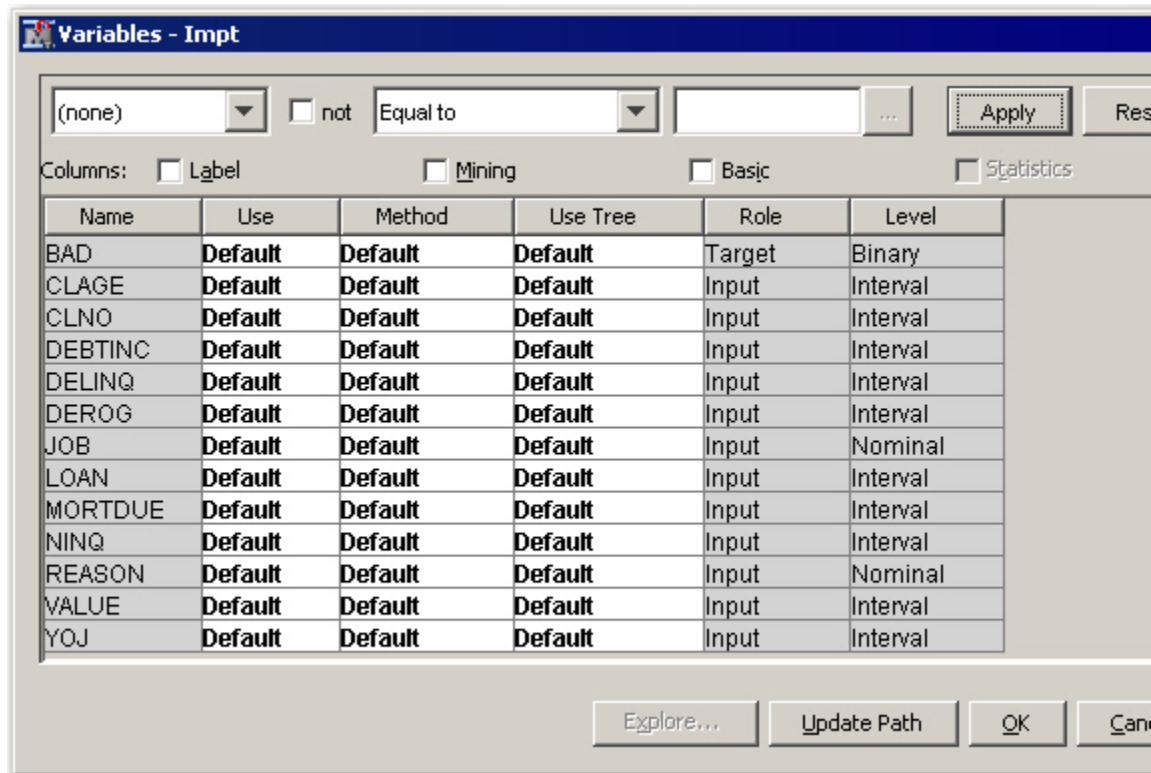 Variables - Impt
(none) not Equal to ... Apply Res
Columns: Label Mining Basic Statistics
Name Use Method Use Tree Role Level
BAD Default Default Default Target Binary
CLAGE Default Default Default Input Interval
CLNO Default Default Default Input Interval
DEBTINC Default Default Default Input Interval
DELINQ Default Default Default Input Interval
DEROG Default Default Default Input Interval
JOB Default Default Default Input Nominal
LOAN Default Default Default Input Interval
MORTDUE Default Default Default Input Interval
NINQ Default Default Default Input Interval
REASON Default Default Default Input Nominal
VALUE Default Default Default Input Interval
YOJ Default Default Default Input Interval
Explore... Update Path OK Canc